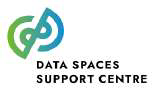 DATA SPACES
SUPPORT CENTRE